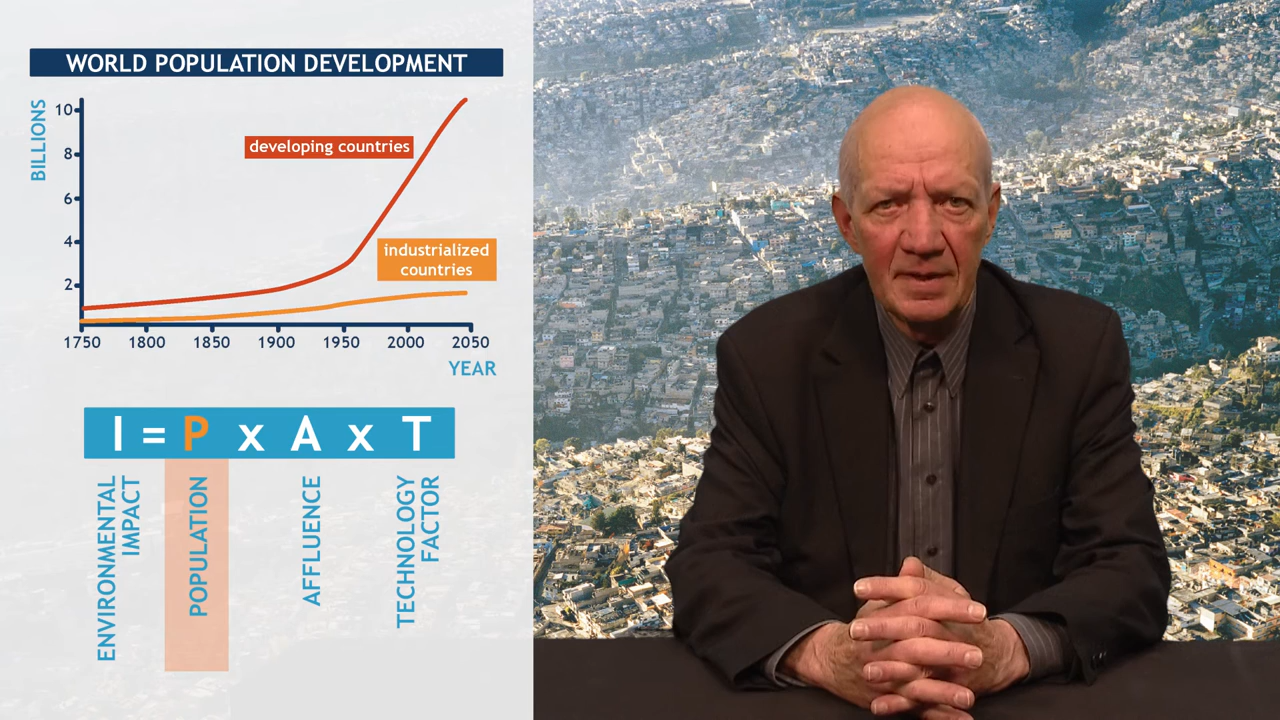 WORLD POPULATION DEVELOPMENT
BILLIONS
10
8
6
4
2
developing countries
industrialized
countries
1750 1800 1850 1900 1950 2000 2050
YEAR
I = P x A x T
ENVIRONMENTAL
IMPACT
POPULATION
AFFLUENCE
TECHNOLOGY
FACTOR